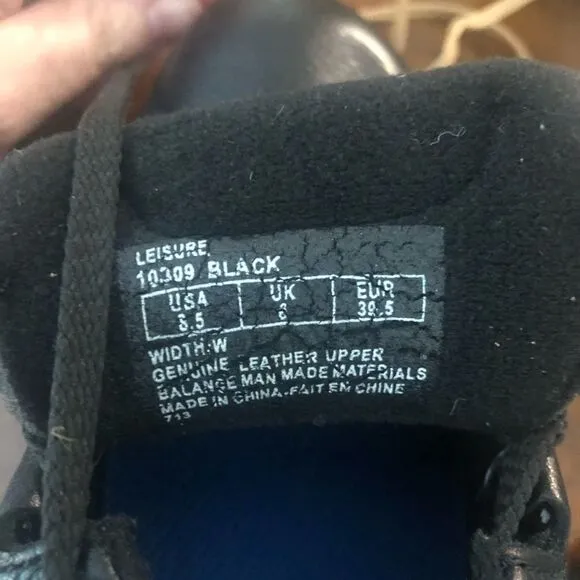 LEISURE
10309 BLACK
USA UK EUR
8.5 39.5
WIDTH:W
GENUINE LEATHER UPPER
BALANCE MAN MADE MATERIALS
MADE IN CHINA-FAIT EN CHINE
713